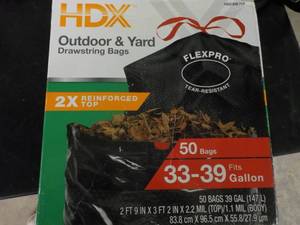 HDX
Outdoor & Yard
Drawstring Bags
FLEXPRO™
TEAR-RESISTANT
2X REINFORCED
TOP
50 Bags
33-39 Fits
Gallon
50 BAGS 39 GAL (147 L)
2 FT 9 IN X 3 FT 2 IN X 2.2 MIL (TOP)/1.1 MIL (BODY)
83.8 cm X 96.5 cm X 55.8/27.9 µm